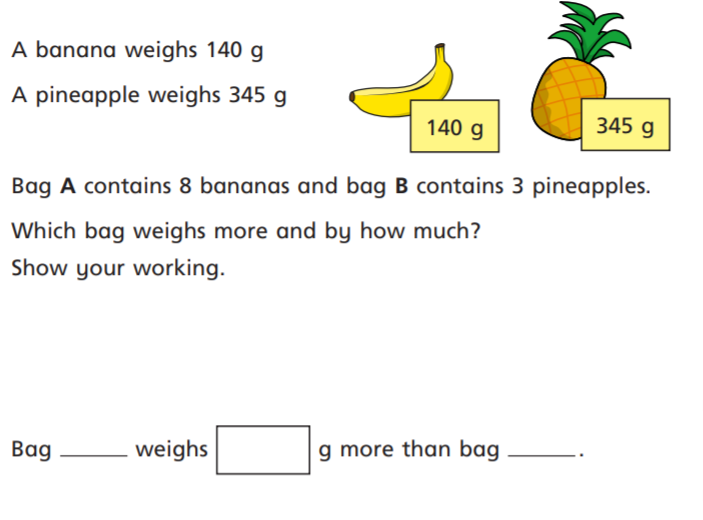 A banana weighs 140 g
A pineapple weighs 345 g
140 g
345 g
Bag A contains 8 bananas and bag B contains 3 pineapples.
Which bag weighs more and by how much?
Show your working.
Bag ______ weighs g more than bag ______.